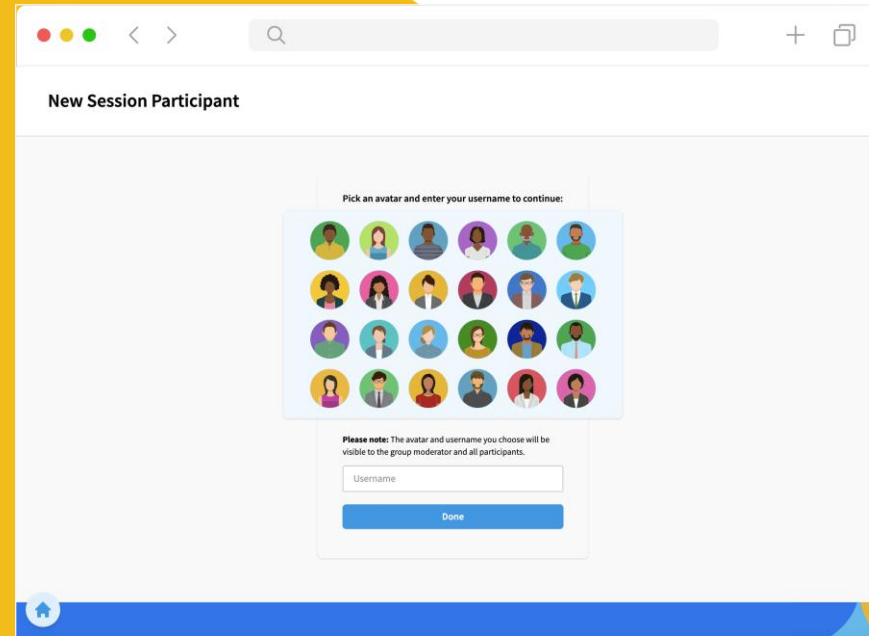 New Session Participant
Pick an avatar and enter your username to continue:
Please note: The avatar and username you choose will be
visible to the group moderator and all participants.
Username
Done